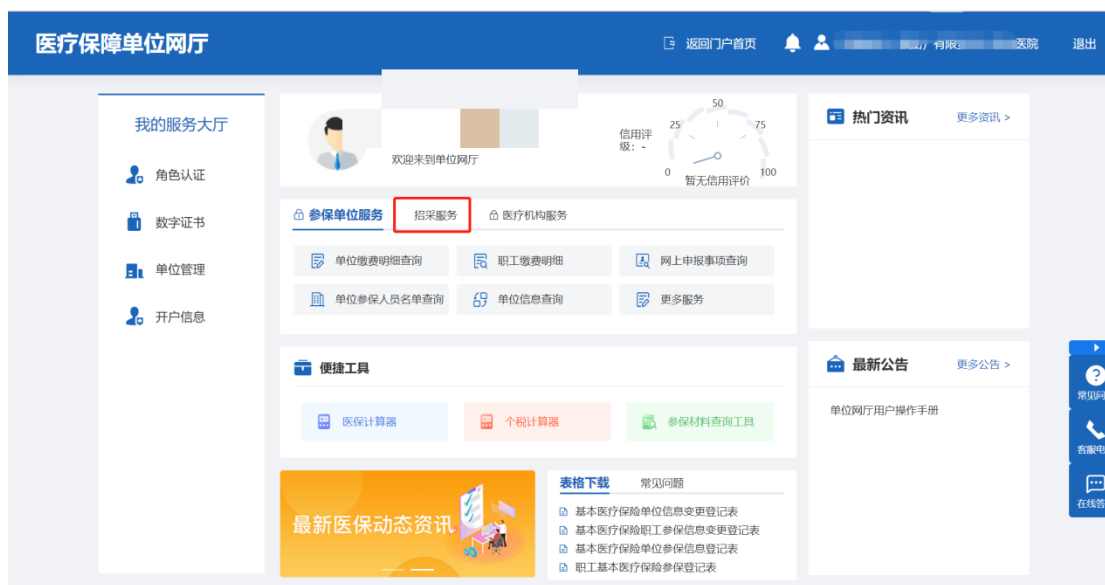 医疗保障单位网厅
返回门户首页
有限
医院
退出
我的服务大厅
角色认证
数字证书
单位管理
开户信息
欢迎来到单位网厅
信用评
级：-
0
25
50
75
100
暂无信用评价
参保单位服务
招采服务
医疗机构服务
单位缴费明细查询
职工缴费明细
网上申报事项查询
单位参保人员名单查询
单位信息查询
更多服务
便捷工具
医保计算器
个税计算器
参保材料查询工具
最新医保动态资讯
表格下载
常见问题
基本医疗保险单位信息变更登记表
基本医疗保险职工参保信息变更登记表
基本医疗保险单位参保信息登记表
职工基本医疗保险参保登记表
热门资讯
更多资讯 >
最新公告
更多公告 >
单位网厅用户操作手册
常见问
客服电
在线答